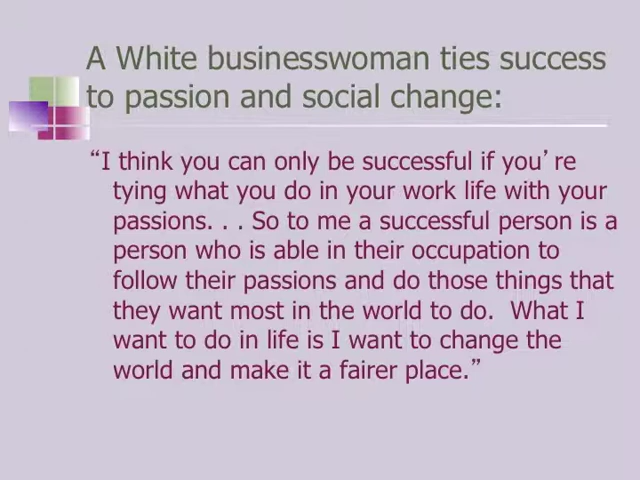 A White businesswoman ties success
to passion and social change:
“I think you can only be successful if you’re
tying what you do in your work life with your
passions. . . So to me a successful person is a
person who is able in their occupation to
follow their passions and do those things that
they want most in the world to do.  What I
want to do in life is I want to change the
world and make it a fairer place.”